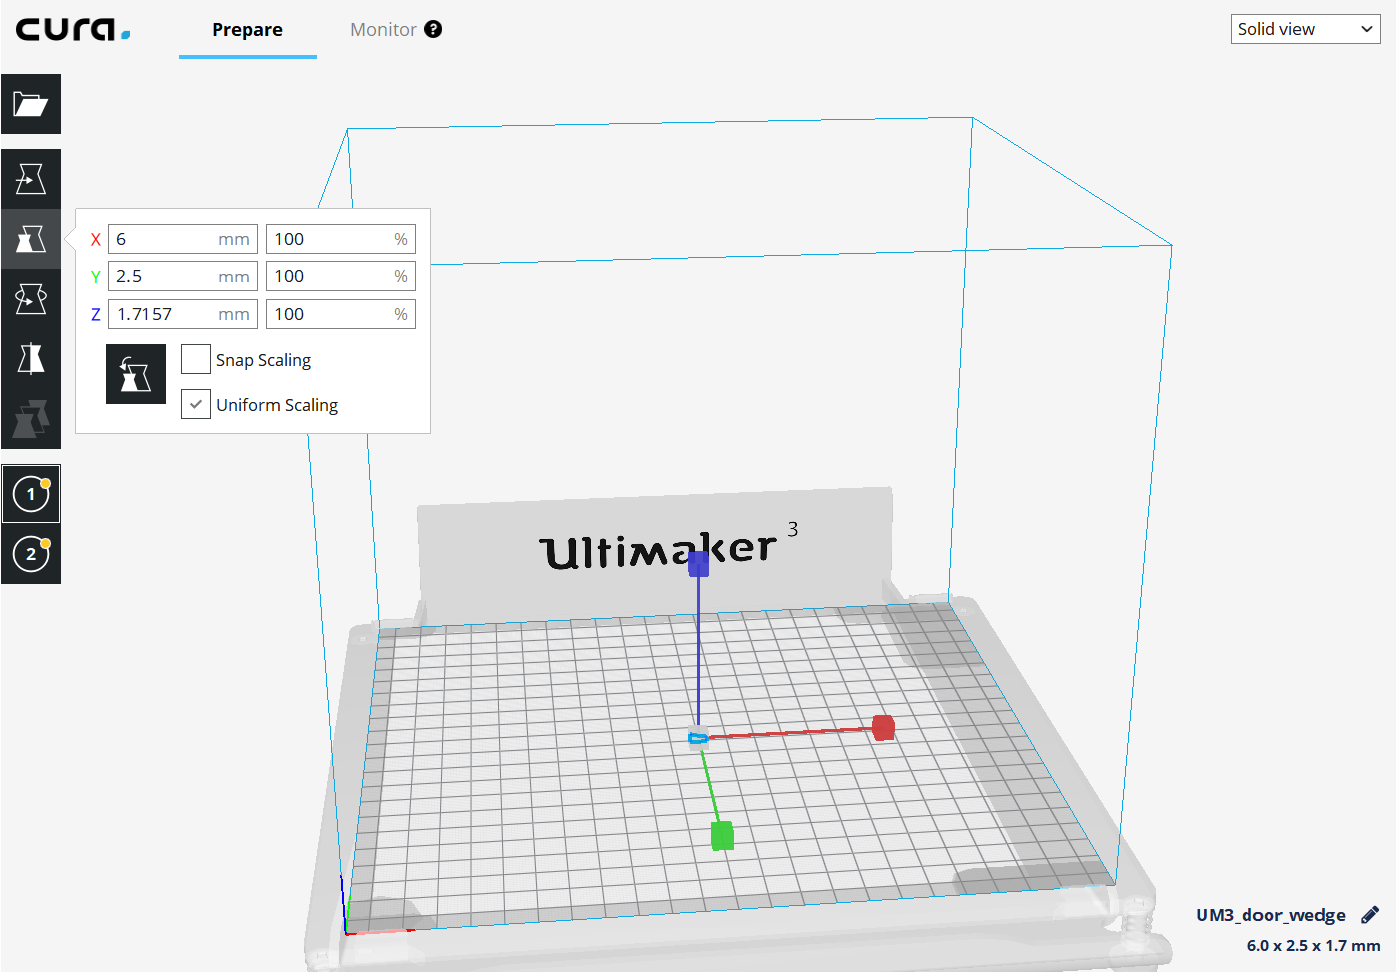 cura.
Prepare
Monitor ?
Solid view
X 6 mm 100 %
Y 2.5 mm 100 %
Z 1.7157 mm 100 %
Snap Scaling
Uniform Scaling
1
2
Ultimaker 3
UM3_door_wedge
6.0 x 2.5 x 1.7 mm